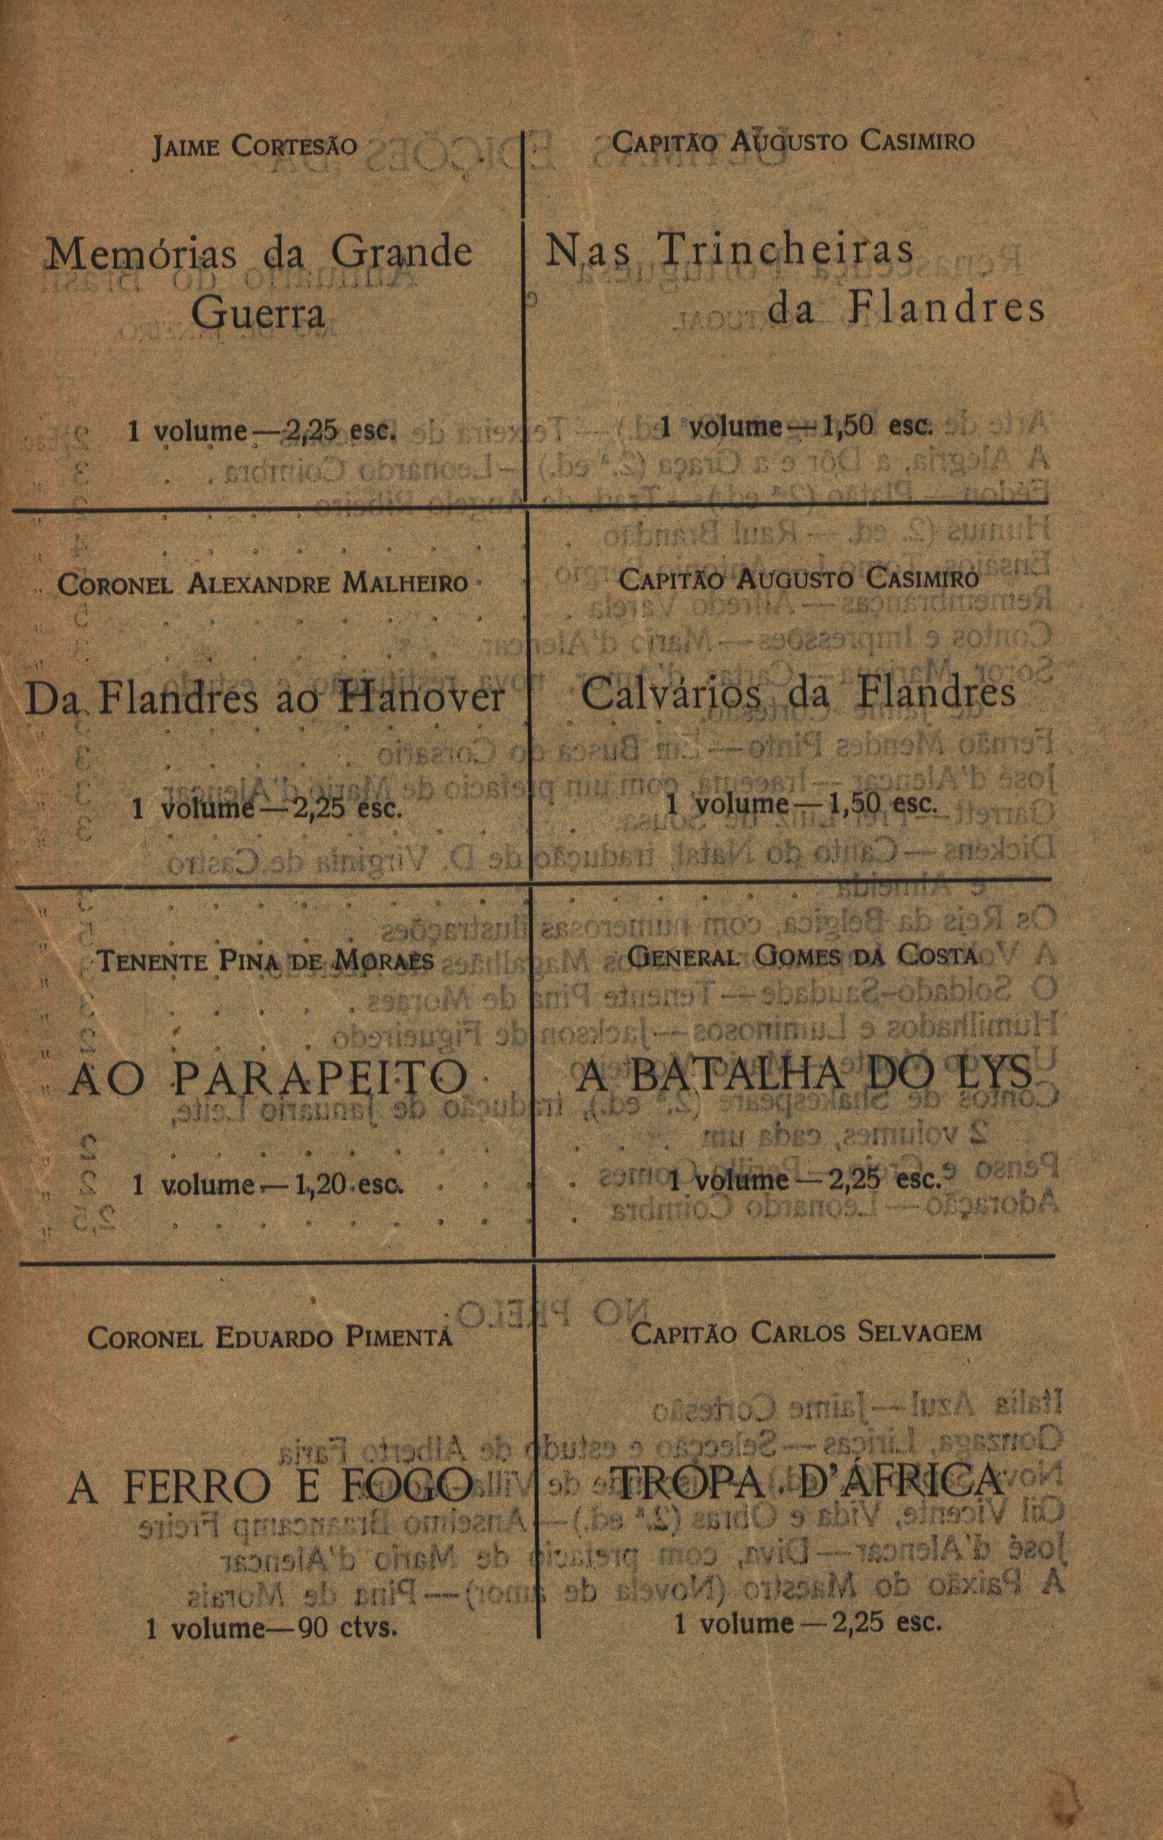 JAIME CORTESÃO
Memórias da Grande
Guerra
1 volume—2,25 esc.
CAPITÃO AUGUSTO CASIMIRO
Nas Trincheiras
da Flandres
1 volume—1,50 esc.
CORONEL ALEXANDRE MALHEIRO
Da Flandres ao Hanover
1 volume—2,25 esc.
CAPITÃO AUGUSTO CASIMIRO
Calvários da Flandres
1 volume—1,50 esc.
TENENTE PINA DE MORAES
AO PARAPEITO
1 volume—1,20 esc.
GENERAL GOMES DA COSTA
A BATALHA DO LYS
1 volume—2,25 esc.
CORONEL EDUARDO PIMENTA
A FERRO E FOGO
1 volume—90 ctvs.
CAPITÃO CARLOS SELVAGEM
TROPA D'ÁFRICA
1 volume—2,25 esc.